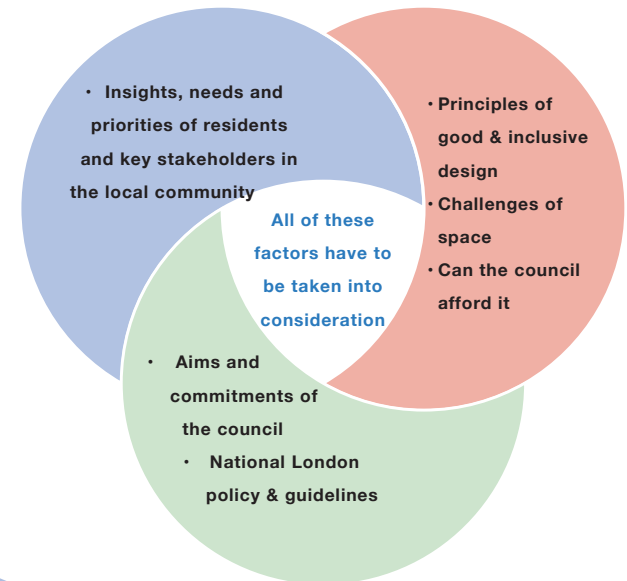 • Insights, needs and
priorities of residents
and key stakeholders in
the local community
• Principles of
good & inclusive
design
• Challenges of
space
• Can the council
afford it
All of these
factors have to
be taken into
consideration
• Aims and
commitments of
the council
• National London
policy & guidelines